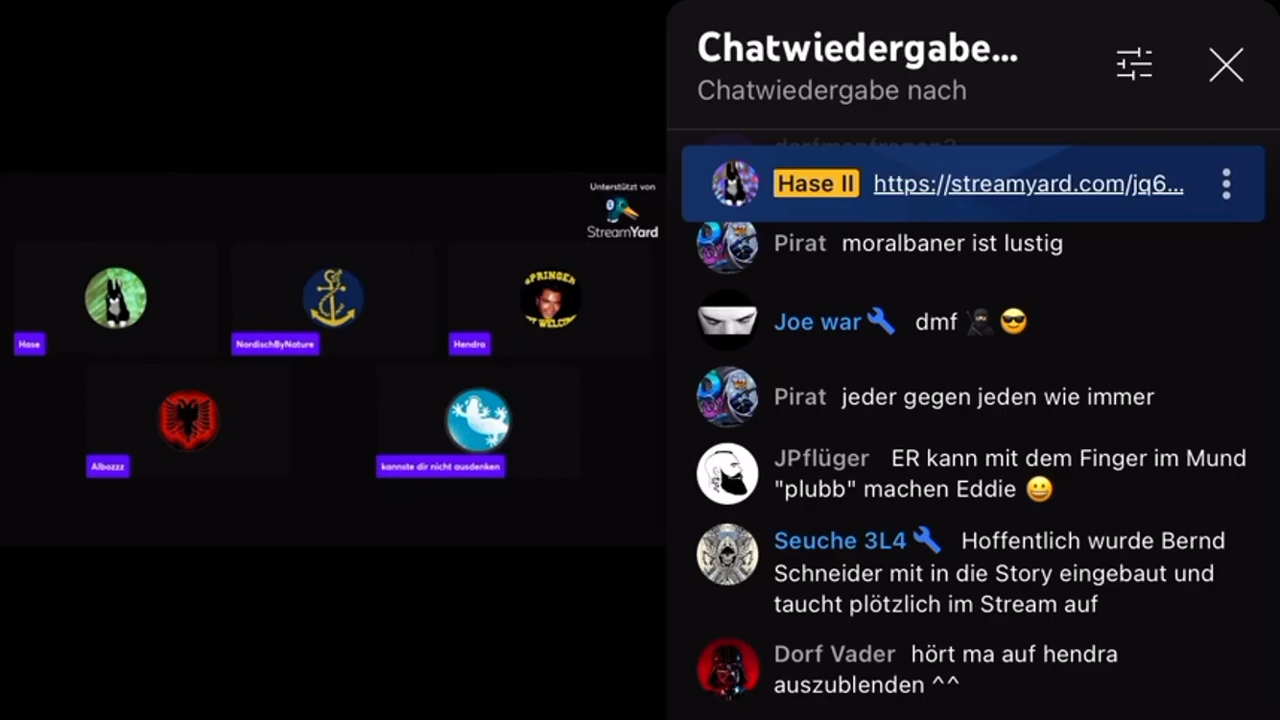 Unterstützt von
StreamYard
Hase
NordischByNature
SPRINGER
Hendra
Albozzz
kannste dir nicht ausdenken
Chatwiedergabe...
Chatwiedergabe nach
Hase II https://streamyard.com/jq6...
Pirat moralbaner ist lustig
Joe war🔧 dmf 🥷😎
Pirat jeder gegen jeden wie immer
JPflüger ER kann mit dem Finger im Mund
"plubb" machen Eddie 😀
Seuche 3L4🔧 Hoffentlich wurde Bernd
Schneider mit in die Story eingebaut und
taucht plötzlich im Stream auf
Dorf Vader hört ma auf hendra
auszublenden ^^